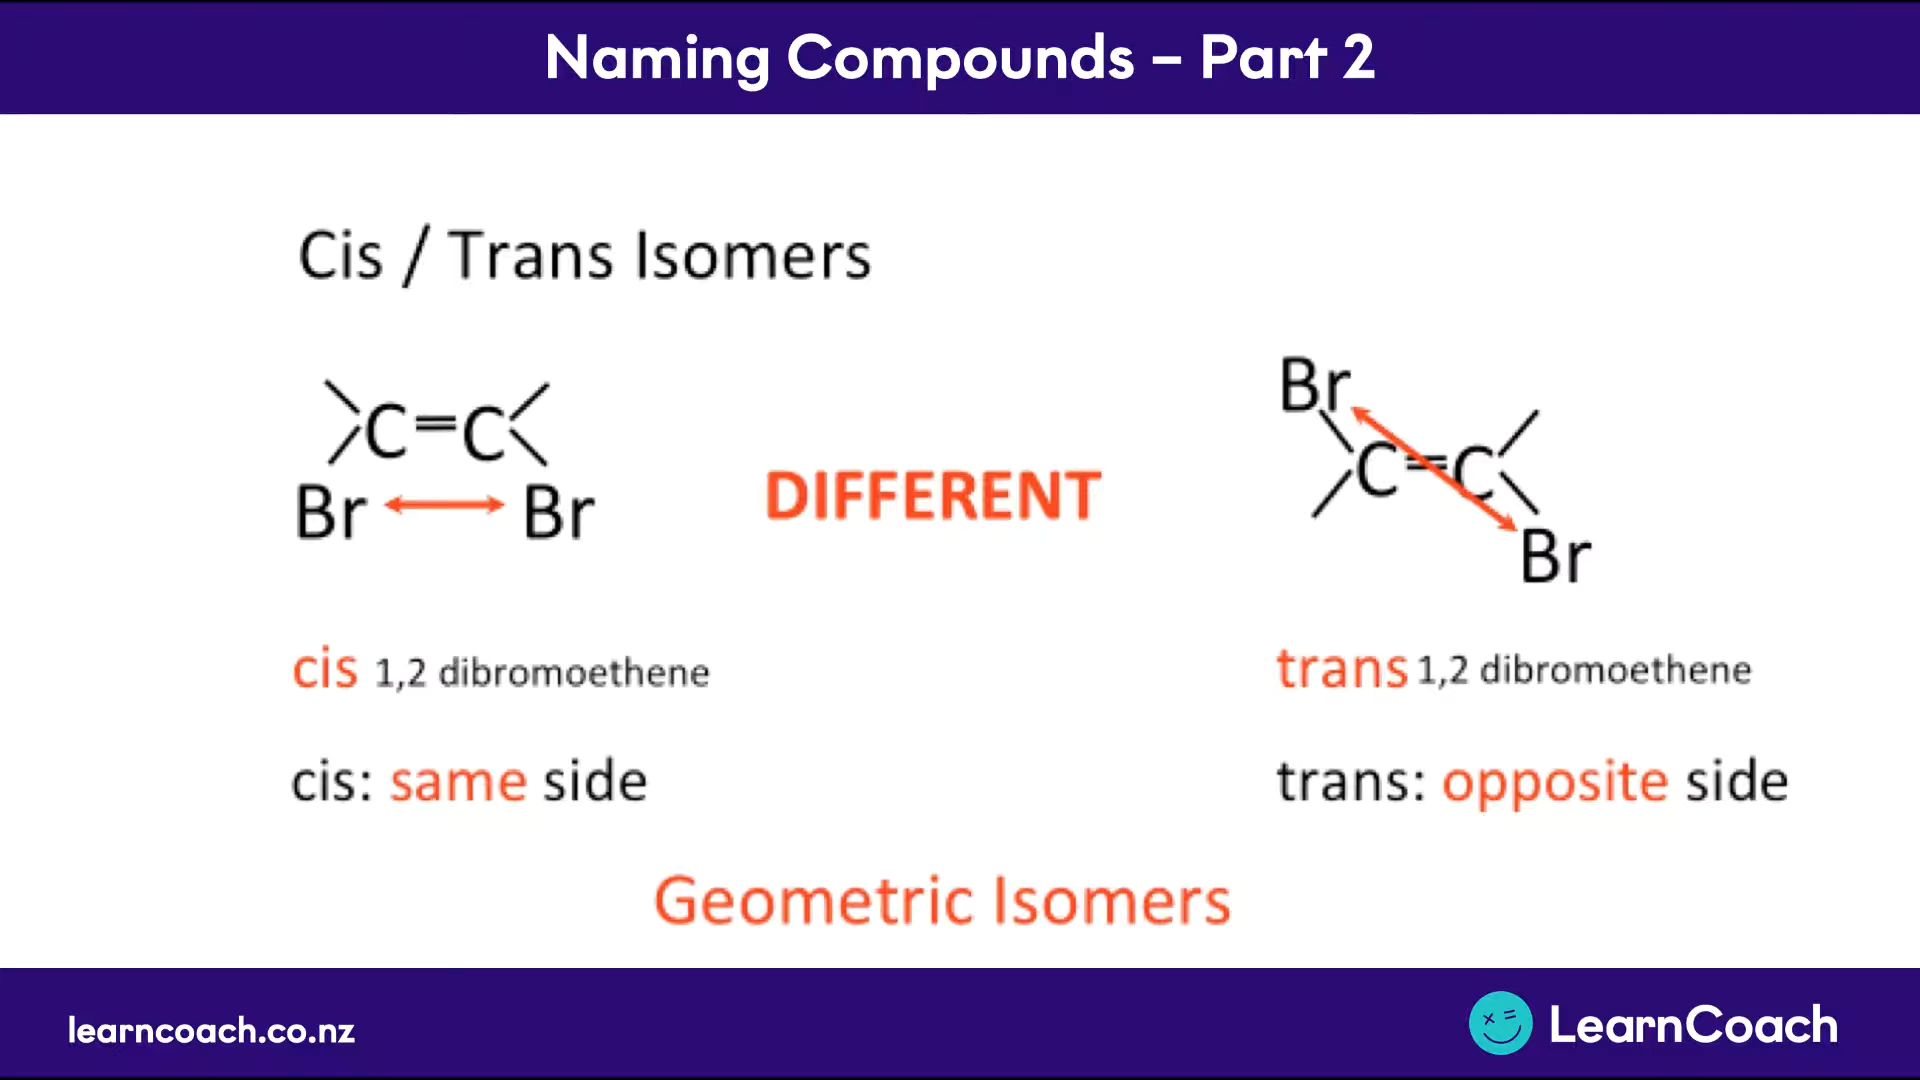 Naming Compounds – Part 2
Cis / Trans Isomers
C=C
Br Br
DIFFERENT
Br
C=C
Br
cis 1,2 dibromoethene
trans 1,2 dibromoethene
cis: same side
trans: opposite side
Geometric Isomers
learncoach.co.nz
LearnCoach